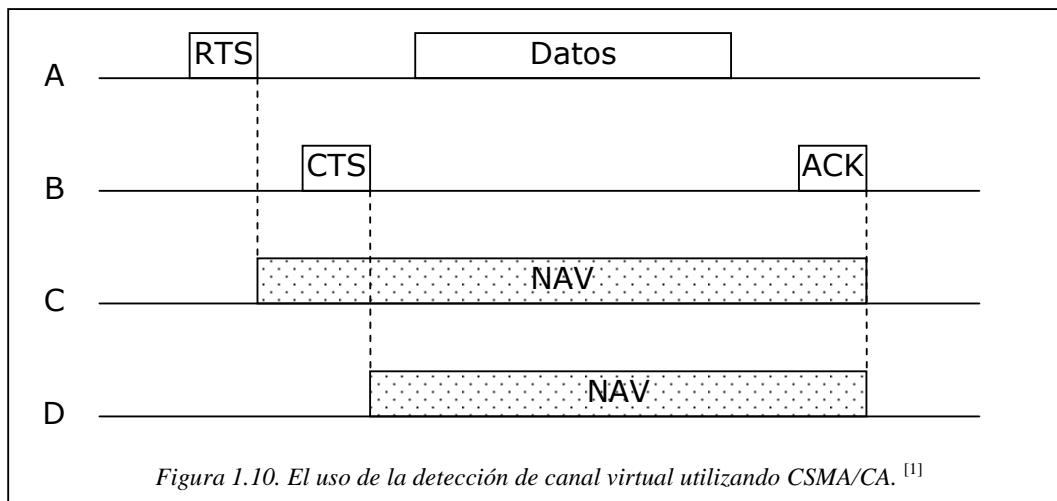 RTS
Datos
A
CTS
ACK
B
NAV
C
NAV
D
Figura 1.10. El uso de la detección de canal virtual utilizando CSMA/CA. [1]